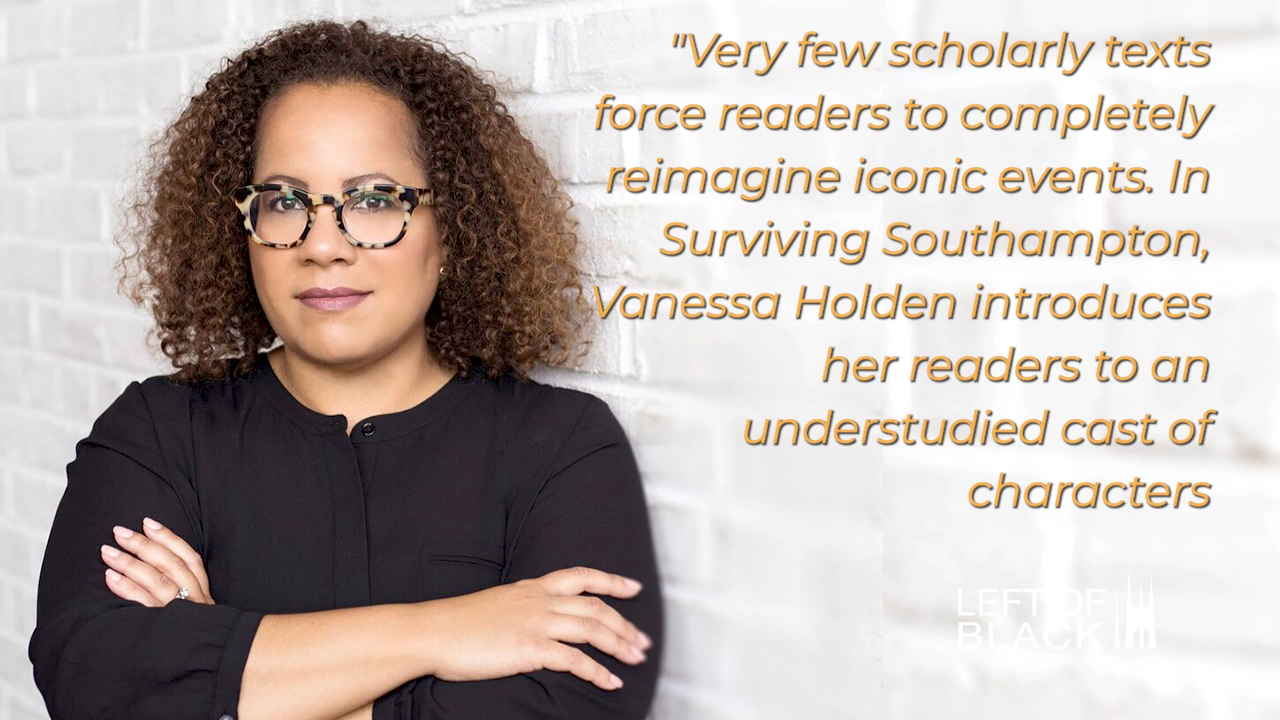 "Very few scholarly texts
force readers to completely
reimagine iconic events. In
Surviving Southampton,
Vanessa Holden introduces
her readers to an
understudied cast of
characters
LEFT OF
BLACK